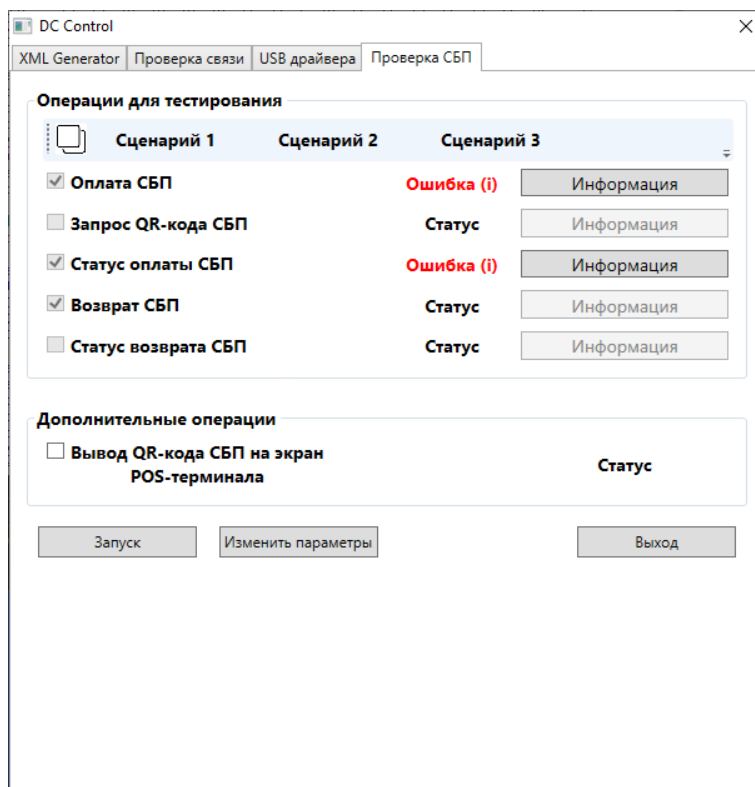 DC Control
XML Generator Проверка связи USB драйвера Проверка СБП
Операции для тестирования
Сценарий 1 Сценарий 2 Сценарий 3
Оплата СБП Ошибка (i) Информация
Запрос QR-кода СБП Статус Информация
Статус оплаты СБП Ошибка (i) Информация
Возврат СБП Статус Информация
Статус возврата СБП Статус Информация
Дополнительные операции
Вывод QR-кода СБП на экран
POS-терминала Статус
Запуск Изменить параметры Выход